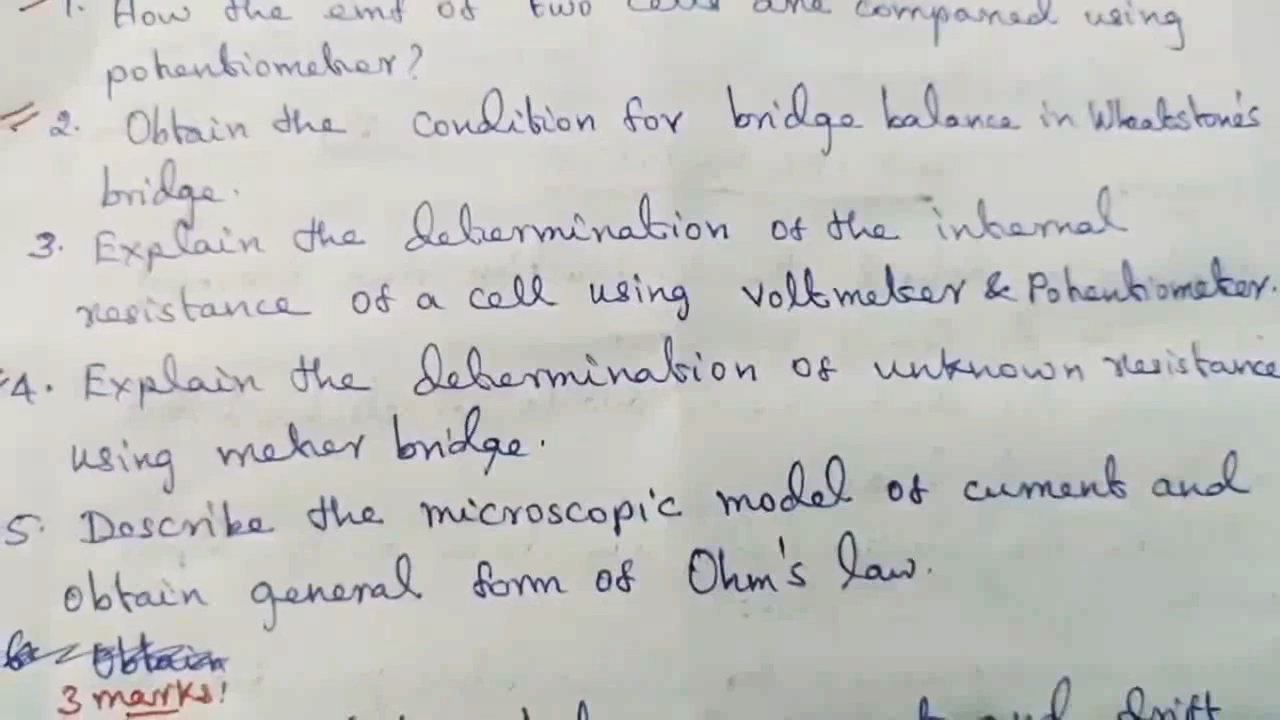 1. How the emf of two cells are compared using
potentiometer?
2. Obtain the condition for bridge balance in Wheatstone's
bridge.
3. Explain the determination of the internal
resistance of a cell using voltmeter & Potentiometer.
4. Explain the determination of unknown resistance
using meter bridge.
5. Describe the microscopic model of current and
obtain general form of Ohm's law.
Obtain
3 marks!
and drift